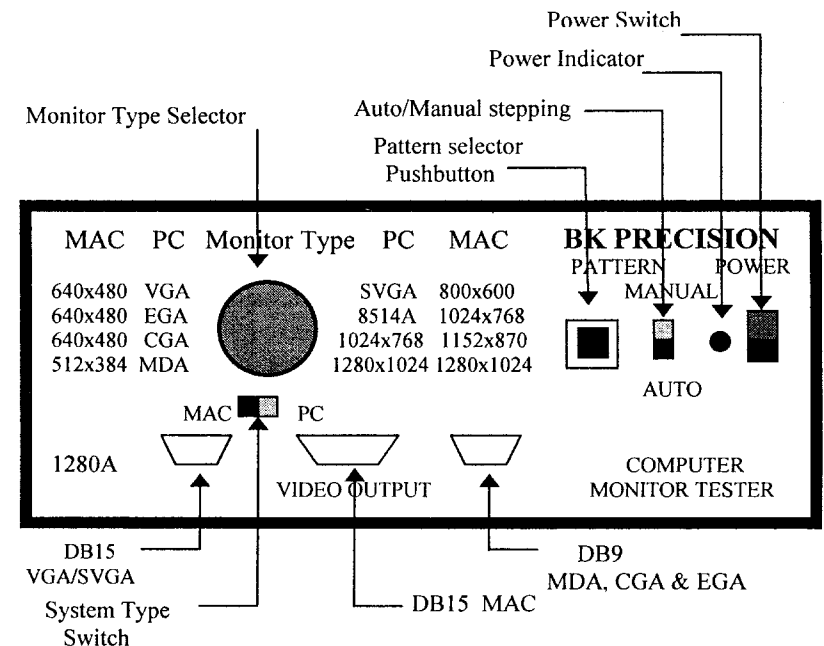 Power Switch
Power Indicator
Monitor Type Selector
Auto/Manual stepping
Pattern selector
Pushbutton
MAC PC Monitor Type PC MAC
BK PRECISION
PATTERN POWER
MANUAL
640x480 VGA SVGA 800x600
640x480 EGA 8514A 1024x768
640x480 CGA 1024x768 1152x870
512x384 MDA 1280x1024 1280x1024
AUTO
MAC PC
1280A
VIDEO OUTPUT
COMPUTER
MONITOR TESTER
DB15
VGA/SVGA
DB9
MDA, CGA & EGA
System Type
Switch
DB15 MAC